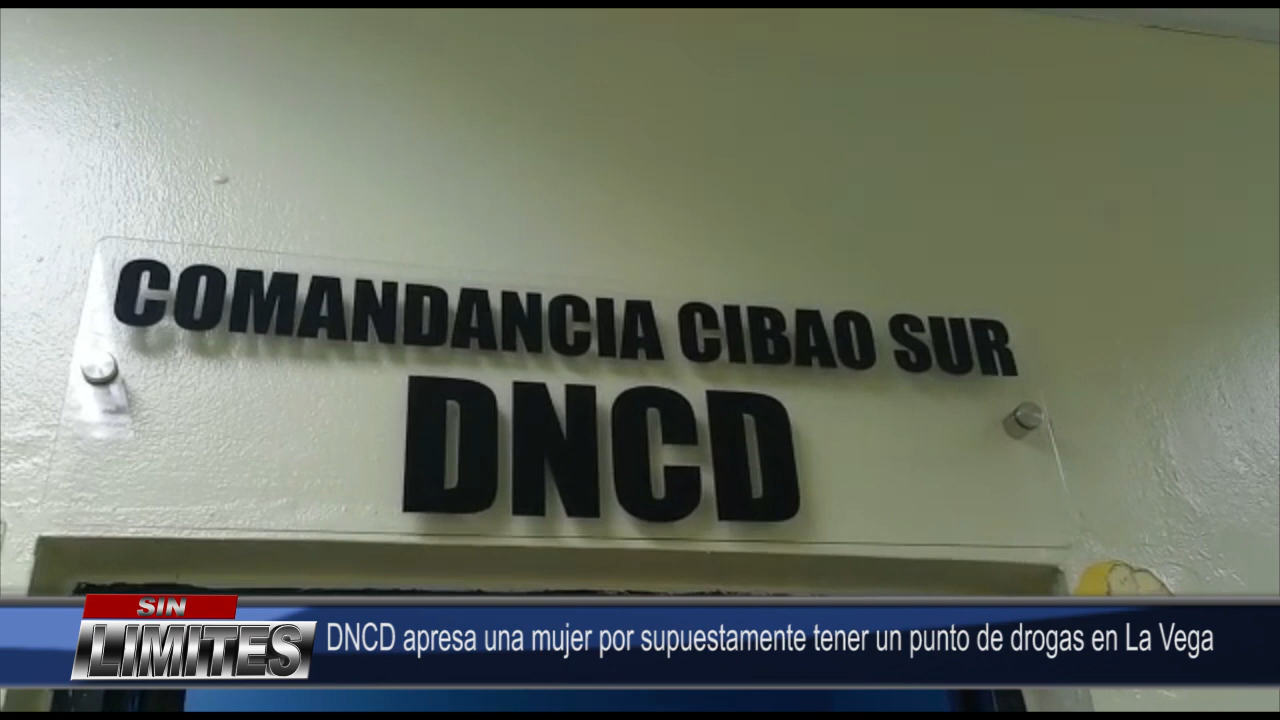 COMANDANCIA CIBAO SUR
DNCD
SIN
LIMITES
DNCD apresa una mujer por supuestamente tener un punto de drogas en La Vega